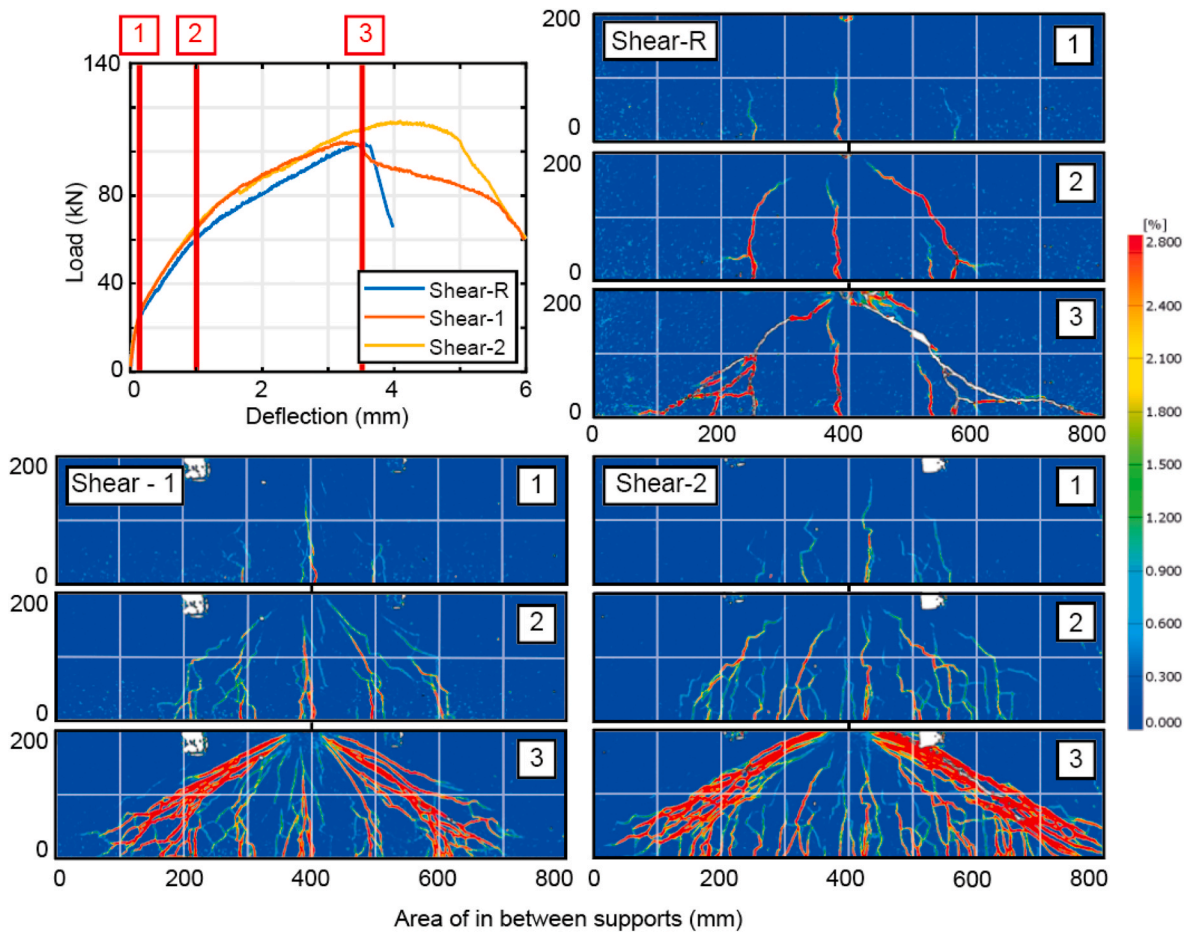 1 2 3
140
80
40
0
Load (kN)
0 2 4 6
Deflection (mm)
Shear-R
Shear-1
Shear-2
200
0
Shear-R
1
200
0
2
200
0
3
0 200 400 600 800
[%]
2.800
2.400
2.100
1.800
1.500
1.200
0.900
0.600
0.300
0.000
200
0
Shear - 1
1
200
0
2
200
0
3
0 200 400 600 800
Shear-2
1
2
3
0 200 400 600 800
Area of in between supports (mm)